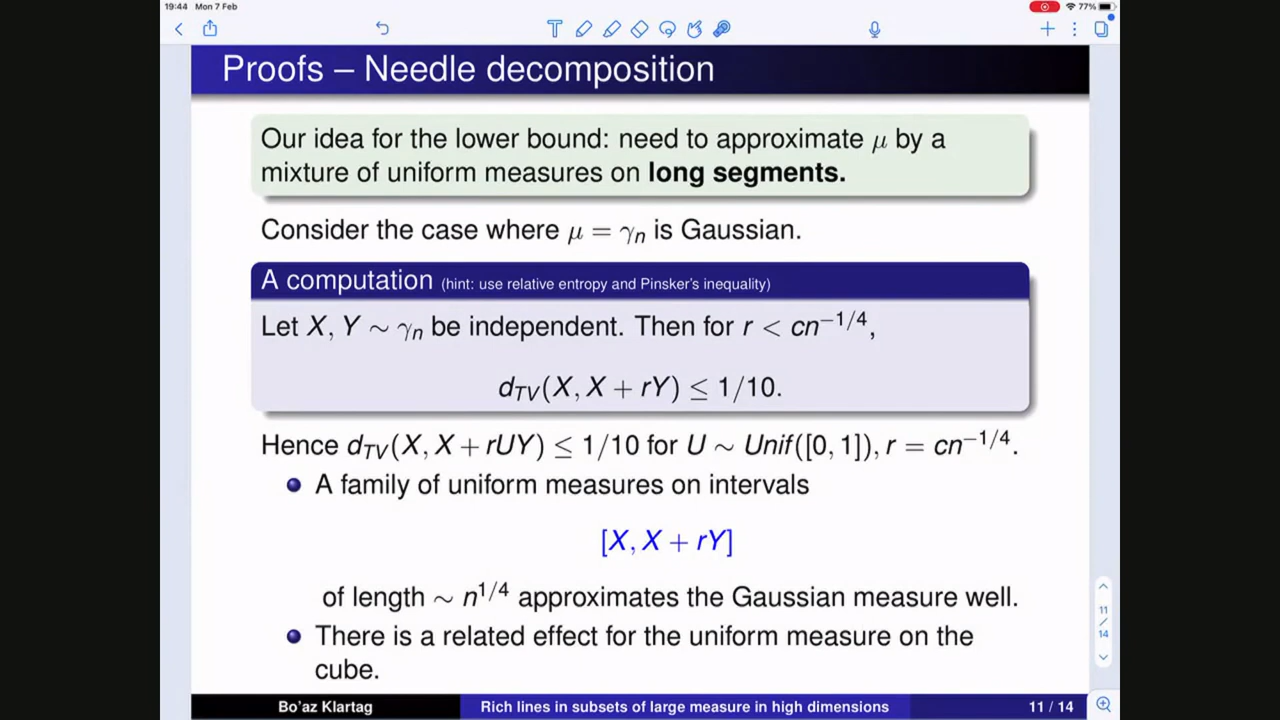 19:44 Mon 7 Feb
77%
Proofs – Needle decomposition
Our idea for the lower bound: need to approximate μ by a
mixture of uniform measures on long segments.
Consider the case where μ = γₙ is Gaussian.
A computation (hint: use relative entropy and Pinsker's inequality)
Let X, Y ∼ γₙ be independent. Then for r < cn^{−1/4},
d_{TV}(X, X + rY) ≤ 1/10.
Hence d_{TV}(X, X + rUY) ≤ 1/10 for U ∼ Unif([0, 1]), r = cn^{−1/4}.
A family of uniform measures on intervals
[X, X + rY]
of length ∼ n^{1/4} approximates the Gaussian measure well.
There is a related effect for the uniform measure on the
cube.
11
/
14
Bo'az Klartag
Rich lines in subsets of large measure in high dimensions
11 / 14